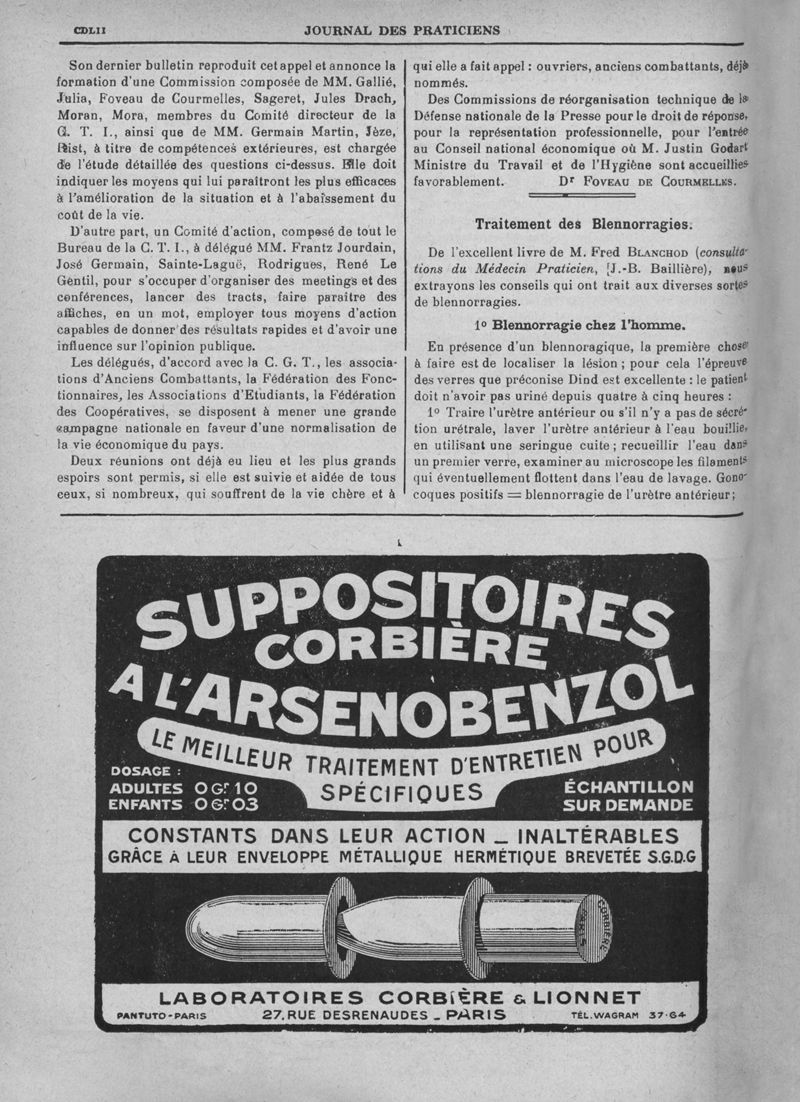 CDLII
JOURNAL DES PRATICIENS
Son dernier bulletin reproduit cet appel et annonce la
formation d'une Commission composée de MM. Gallié,
Julia, Foveau de Courmelles, Sageret, Jules Drach,
Moran, Mora, membres du Comité directeur de la
G. T. I., ainsi que de MM. Germain Martin, Jèze,
Rist, à titre de compétences extérieures, est chargée
de l'étude détaillée des questions ci-dessus. Elle doit
indiquer les moyens qui lui paraîtront les plus efficaces
à l'amélioration de la situation et à l'abaissement du
coût de la vie.
D'autre part, un Comité d'action, composé de tout le
Bureau de la C. T. I., à délégué MM. Frantz Jourdain,
José Germain, Sainte-Laguë, Rodrigues, René Le
Gentil, pour s'occuper d'organiser des meetings et des
conférences, lancer des tracts, faire paraître des
affiches, en un mot, employer tous moyens d'action
capables de donner des résultats rapides et d'avoir une
influence sur l'opinion publique.
Les délégués, d'accord avec la C. G. T., les associa-
tions d'Anciens Combattants, la Fédération des Fonc-
tionnaires, les Associations d'Etudiants, la Fédération
des Coopératives, se disposent à mener une grande
campagne nationale en faveur d'une normalisation de
la vie économique du pays.
Deux réunions ont déjà eu lieu et les plus grands
espoirs sont permis, si elle est suivie et aidée de tous
ceux, si nombreux, qui souffrent de la vie chère et à
qui elle a fait appel : ouvriers, anciens combattants, déjà
nommés.
Des Commissions de réorganisation technique de la
Défense nationale de la Presse pour le droit de réponse,
pour la représentation professionnelle, pour l'entrée
au Conseil national économique où M. Justin Godart
Ministre du Travail et de l'Hygiène sont accueillies
favorablement. Dr FOVEAU DE COURMELLES.
Traitement des Blennorragies.
De l'excellent livre de M. Fred BLANCHOD (consulta-
tions du Médecin Praticien, [J.-B. Baillière), nous
extrayons les conseils qui ont trait aux diverses sortes
de blennorragies.
1o Blennorragie chez l'homme.
En présence d'un blennoragique, la première chose
à faire est de localiser la lésion ; pour cela l'épreuve
des verres que préconise Dind est excellente : le patient
doit n'avoir pas uriné depuis quatre à cinq heures :
1o Traire l'urètre antérieur ou s'il n'y a pas de sécré-
tion urétrale, laver l'urètre antérieur à l'eau bouillie,
en utilisant une seringue cuite ; recueillir l'eau dans
un premier verre, examiner au microscope les filaments
qui éventuellement flottent dans l'eau de lavage. Gono-
coques positifs = blennorragie de l'urètre antérieur ;
SUPPOSITOIRES
CORBIÈRE
A L'ARSENOBENZOL
LE MEILLEUR TRAITEMENT D'ENTRETIEN POUR
SPÉCIFIQUES
DOSAGE :
ADULTES 0 Gr. 10
ENFANTS 0 Gr. 03
ÉCHANTILLON
SUR DEMANDE
CONSTANTS DANS LEUR ACTION _ INALTÉRABLES
GRÂCE A LEUR ENVELOPPE MÉTALLIQUE HERMÉTIQUE BREVETÉE S.G.D.G
CORBIÈRE
PARIS
LABORATOIRES CORBIÈRE & LIONNET
PANTUTO-PARIS 27, RUE DESRENAUDES _ PARIS TÉL. WAGRAM 37-64